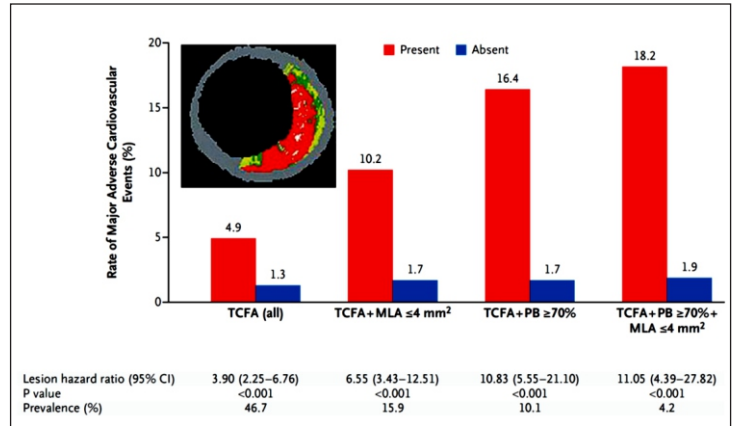 Rate of Major Adverse Cardiovascular
Events (%)
20
15
10
5
0
Present
Absent
4.9
1.3
10.2
1.7
16.4
1.7
18.2
1.9
TCFA (all)
TCFA+MLA ≤4 mm²
TCFA+PB ≥70%
TCFA+PB ≥70%+
MLA ≤4 mm²
Lesion hazard ratio (95% CI) 3.90 (2.25–6.76) 6.55 (3.43–12.51) 10.83 (5.55–21.10) 11.05 (4.39–27.82)
P value <0.001 <0.001 <0.001 <0.001
Prevalence (%) 46.7 15.9 10.1 4.2